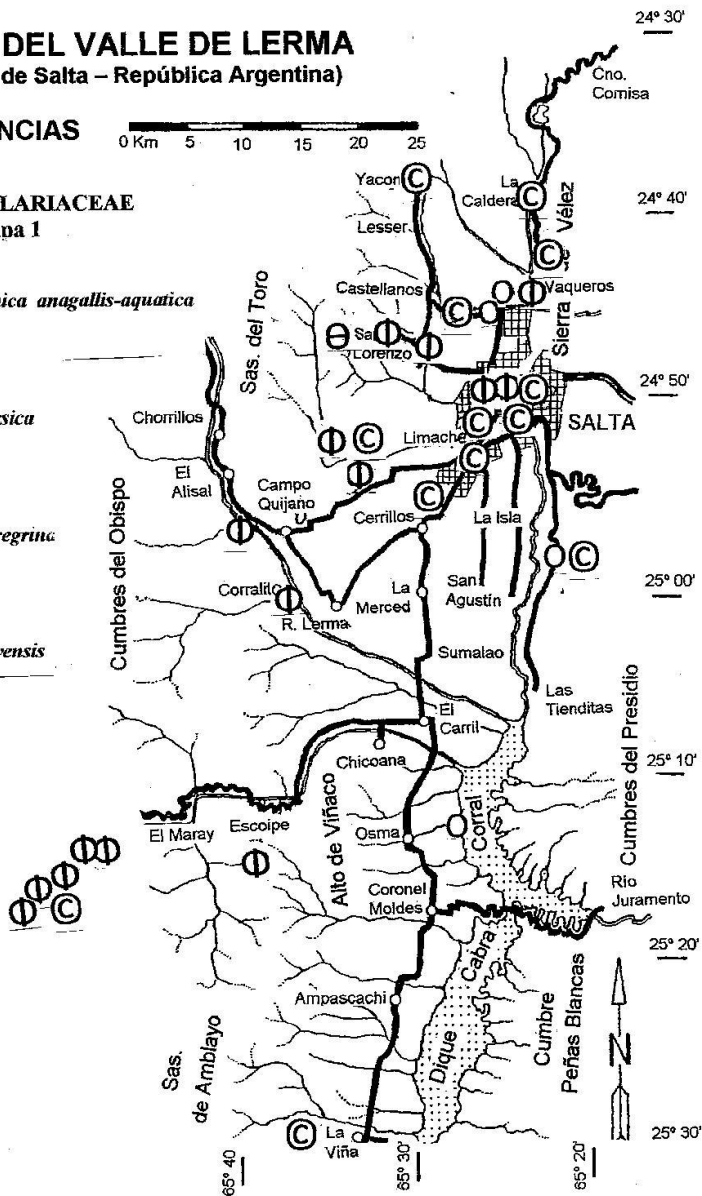 DEL VALLE DE LERMA
de Salta – República Argentina)
NCIAS
0 Km 5 10 15 20 25
LARIACEAE
pa 1
ica anagallis-aquatica
rsica
regrina
vensis
24° 30'
24° 40'
24° 50'
25° 00'
25° 10'
25° 20'
25° 30'
65° 40
65° 30'
65° 20'
Cno.
Cornisa
Yacon
La
Caldera
Lesser
Castellanos
Vaqueros
Sierra de Vélez
Sas. del Toro
Lorenzo
SALTA
Chorrillos
Limache
El
Alisal
Campo
Quijano
Cerrillos
La Isla
Cumbres del Obispo
Corralito
R. Lerma
La
Merced
San
Agustín
Sumalao
Las
Tienditas
El
Carril
Chicoana
Cumbres del Presidio
El Maray
Escoipe
Alto de Viñaco
Osma
Corral
Coronel
Moldes
Río
Juramento
Cabra
Ampascachi
Dique
Cumbre
Peñas Blancas
Sas.
de Amblayo
N
La
Viña